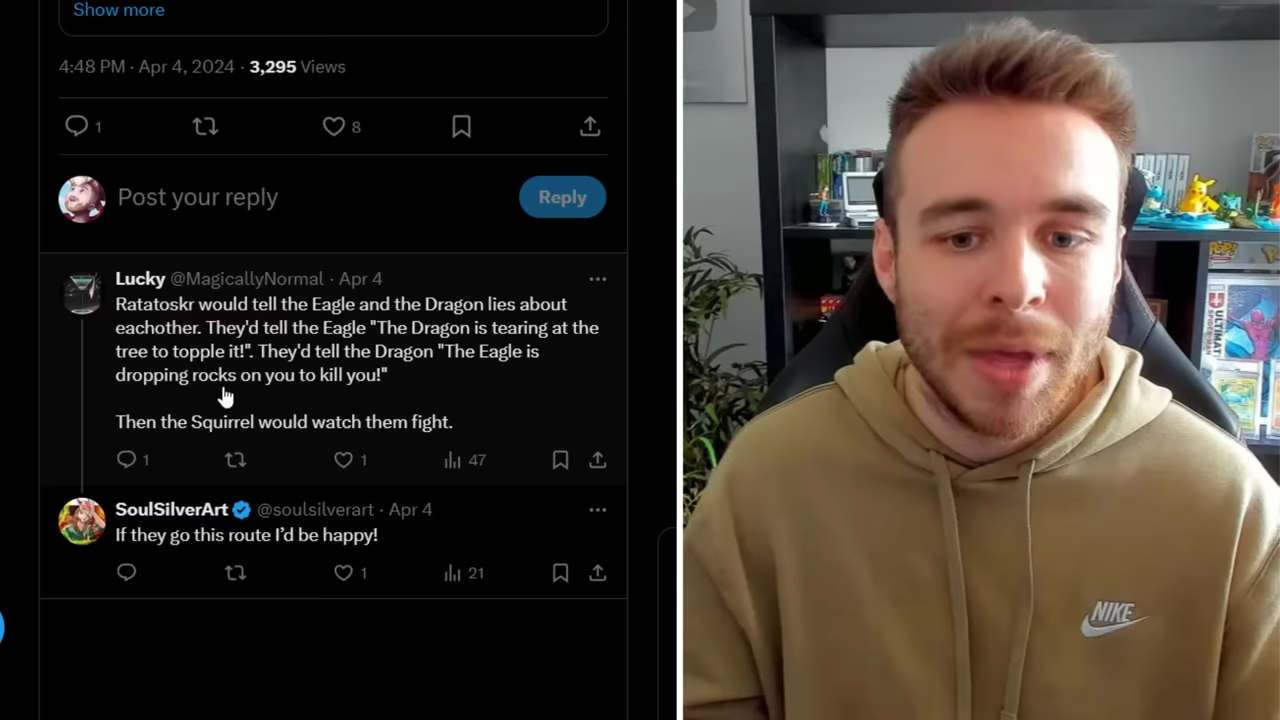 Show more
4:48 PM · Apr 4, 2024 · 3,295 Views
1
8
Post your reply
Reply
Lucky @MagicallyNormal · Apr 4
Ratatoskr would tell the Eagle and the Dragon lies about
eachother. They'd tell the Eagle "The Dragon is tearing at the
tree to topple it!". They'd tell the Dragon "The Eagle is
dropping rocks on you to kill you!"
Then the Squirrel would watch them fight.
1
1
47
SoulSilverArt @soulsilverart · Apr 4
If they go this route I'd be happy!
1
21
NIKE
POP!
ULTIMAT